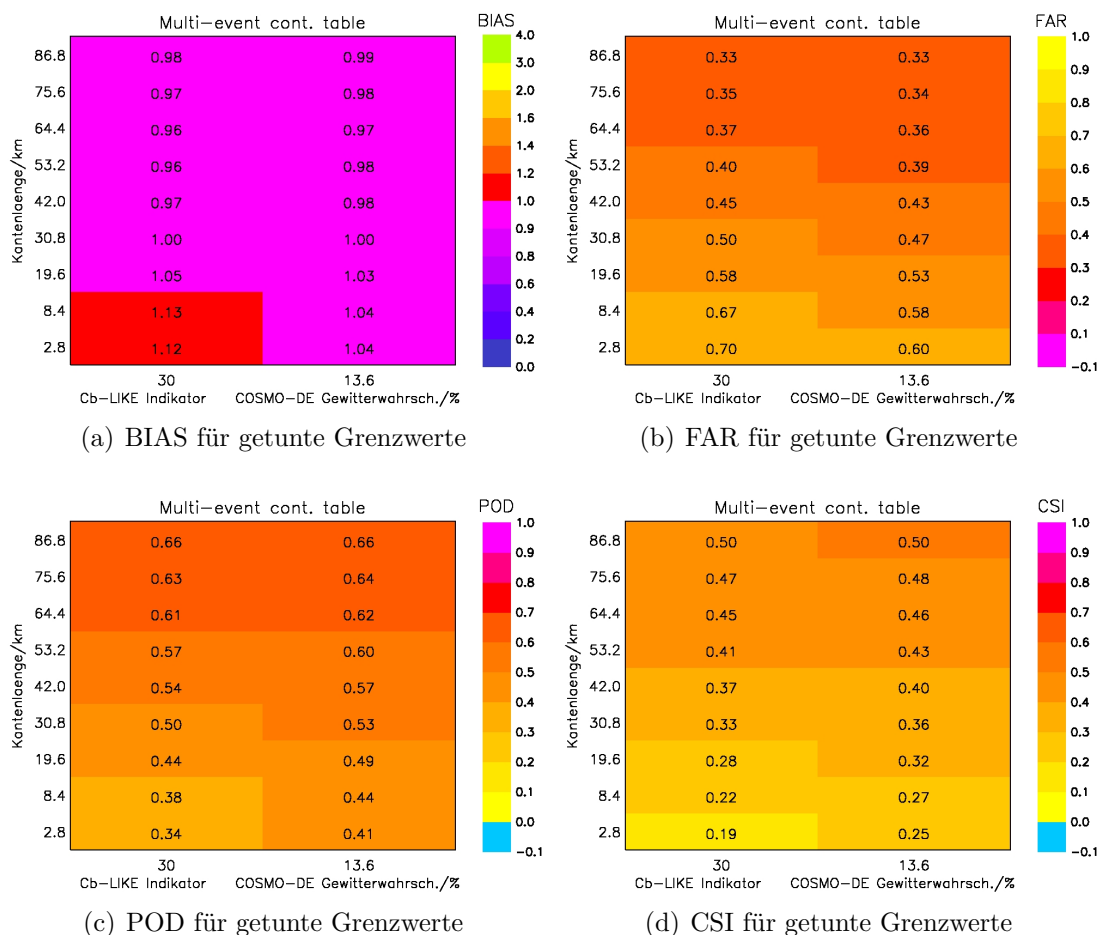 Multi-event cont. table
BIAS
86.8 0.98 0.99
75.6 0.97 0.98
64.4 0.96 0.97
53.2 0.96 0.98
42.0 0.97 0.98
30.8 1.00 1.00
19.6 1.05 1.03
8.4 1.13 1.04
2.8 1.12 1.04
Kantenlaenge/km
4.0
3.0
2.0
1.6
1.4
1.2
1.0
0.9
0.8
0.6
0.4
0.2
0.0
30 13.6
Cb-LIKE Indikator COSMO-DE Gewitterwahrsch./%
(a) BIAS für getunte Grenzwerte
Multi-event cont. table
FAR
86.8 0.33 0.33
75.6 0.35 0.34
64.4 0.37 0.36
53.2 0.40 0.39
42.0 0.45 0.43
30.8 0.50 0.47
19.6 0.58 0.53
8.4 0.67 0.58
2.8 0.70 0.60
Kantenlaenge/km
1.0
0.9
0.8
0.7
0.6
0.5
0.4
0.3
0.2
0.1
-0.1
30 13.6
Cb-LIKE Indikator COSMO-DE Gewitterwahrsch./%
(b) FAR für getunte Grenzwerte
Multi-event cont. table
POD
86.8 0.66 0.66
75.6 0.63 0.64
64.4 0.61 0.62
53.2 0.57 0.60
42.0 0.54 0.57
30.8 0.50 0.53
19.6 0.44 0.49
8.4 0.38 0.44
2.8 0.34 0.41
Kantenlaenge/km
1.0
0.9
0.8
0.7
0.6
0.5
0.4
0.3
0.2
0.1
0.0
-0.1
30 13.6
Cb-LIKE Indikator COSMO-DE Gewitterwahrsch./%
(c) POD für getunte Grenzwerte
Multi-event cont. table
CSI
86.8 0.50 0.50
75.6 0.47 0.48
64.4 0.45 0.46
53.2 0.41 0.43
42.0 0.37 0.40
30.8 0.33 0.36
19.6 0.28 0.32
8.4 0.22 0.27
2.8 0.19 0.25
Kantenlaenge/km
1.0
0.9
0.8
0.7
0.6
0.5
0.4
0.3
0.2
0.1
0.0
-0.1
30 13.6
Cb-LIKE Indikator COSMO-DE Gewitterwahrsch./%
(d) CSI für getunte Grenzwerte